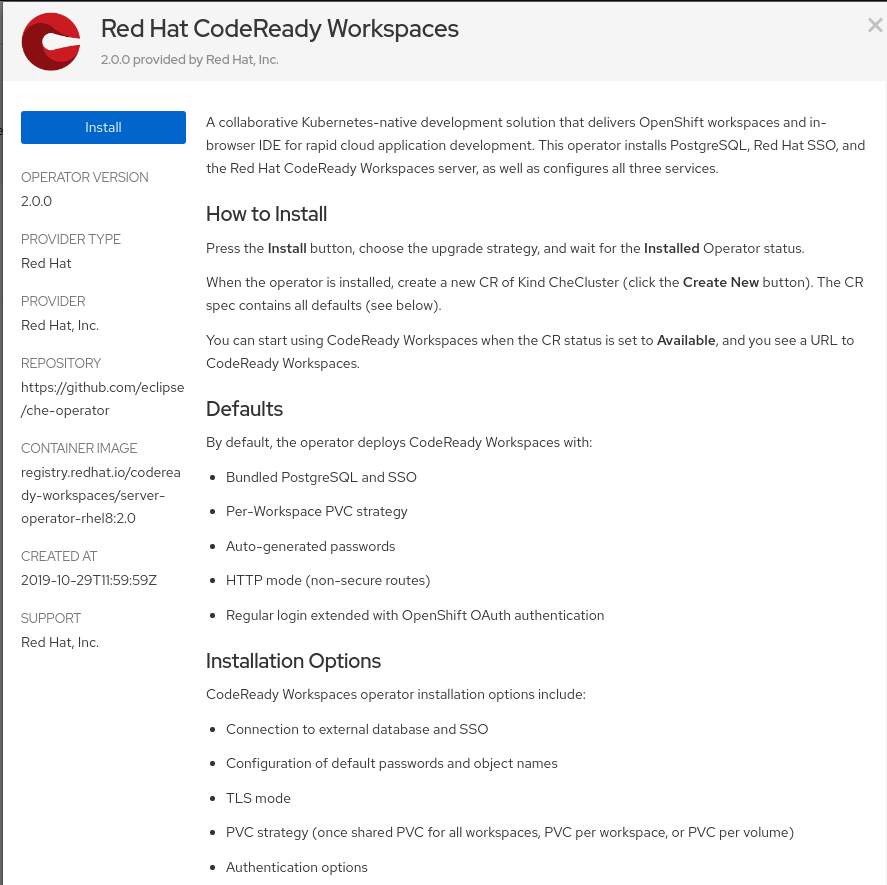 Red Hat CodeReady Workspaces
2.0.0 provided by Red Hat, Inc.
Install
OPERATOR VERSION
2.0.0
PROVIDER TYPE
Red Hat
PROVIDER
Red Hat, Inc.
REPOSITORY
https://github.com/eclipse
/che-operator
CONTAINER IMAGE
registry.redhat.io/coderea
dy-workspaces/server-
operator-rhel8:2.0
CREATED AT
2019-10-29T11:59:59Z
SUPPORT
Red Hat, Inc.
A collaborative Kubernetes-native development solution that delivers OpenShift workspaces and in-
browser IDE for rapid cloud application development. This operator installs PostgreSQL, Red Hat SSO, and
the Red Hat CodeReady Workspaces server, as well as configures all three services.
How to Install
Press the Install button, choose the upgrade strategy, and wait for the Installed Operator status.
When the operator is installed, create a new CR of Kind CheCluster (click the Create New button). The CR
spec contains all defaults (see below).
You can start using CodeReady Workspaces when the CR status is set to Available, and you see a URL to
CodeReady Workspaces.
Defaults
By default, the operator deploys CodeReady Workspaces with:
• Bundled PostgreSQL and SSO
• Per-Workspace PVC strategy
• Auto-generated passwords
• HTTP mode (non-secure routes)
• Regular login extended with OpenShift OAuth authentication
Installation Options
CodeReady Workspaces operator installation options include:
• Connection to external database and SSO
• Configuration of default passwords and object names
• TLS mode
• PVC strategy (once shared PVC for all workspaces, PVC per workspace, or PVC per volume)
• Authentication options